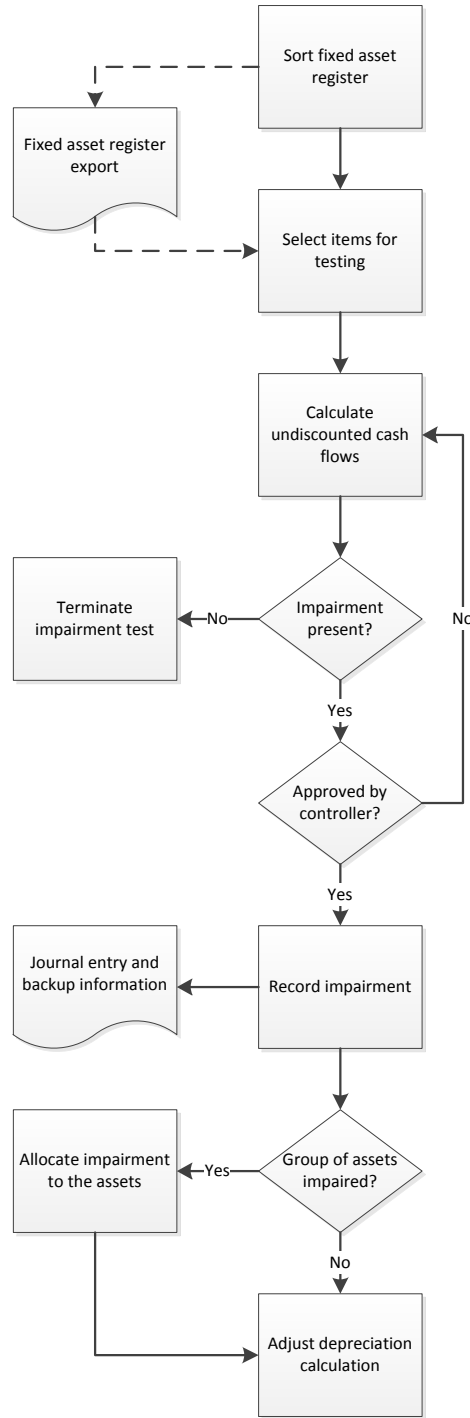 Sort fixed asset
register
Fixed asset register
export
Select items for
testing
Calculate
undiscounted cash
flows
Terminate
impairment test
No
Impairment
present?
No
Yes
Approved by
controller?
Yes
Journal entry and
backup information
Record impairment
Allocate impairment
to the assets
Yes
Group of assets
impaired?
No
Adjust depreciation
calculation